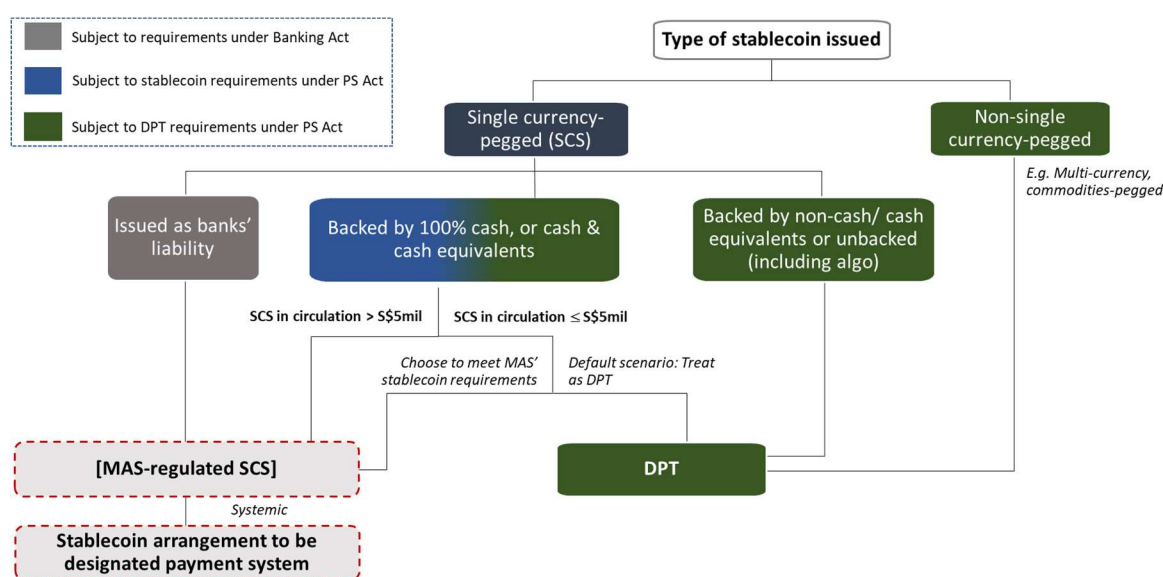 Subject to requirements under Banking Act
Subject to stablecoin requirements under PS Act
Subject to DPT requirements under PS Act
Type of stablecoin issued
Single currency-
pegged (SCS)
Non-single
currency-pegged
E.g. Multi-currency,
commodities-pegged
Issued as banks’
liability
Backed by 100% cash, or cash &
cash equivalents
Backed by non-cash/ cash
equivalents or unbacked
(including algo)
SCS in circulation > S$5mil
SCS in circulation ≤ S$5mil
Choose to meet MAS’
stablecoin requirements
Default scenario: Treat
as DPT
[MAS-regulated SCS]
DPT
Systemic
Stablecoin arrangement to be
designated payment system